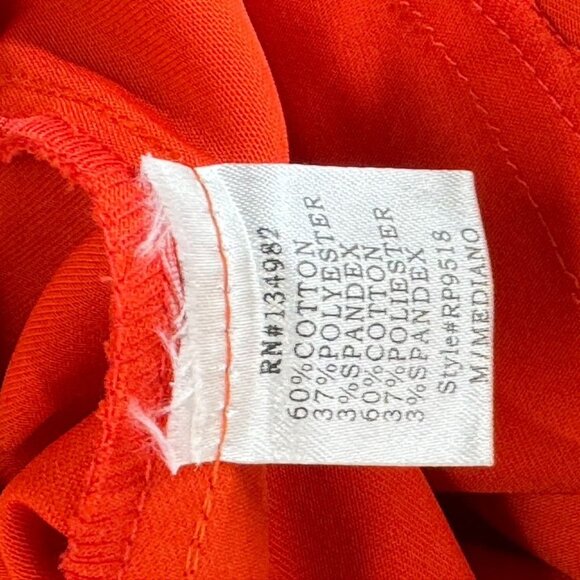 RN#134982
60%COTTON
37%POLYESTER
3%SPANDEX
60%COTTON
37%POLIESTER
3%SPANDEX
Style#RP9518
M/MEDIANO